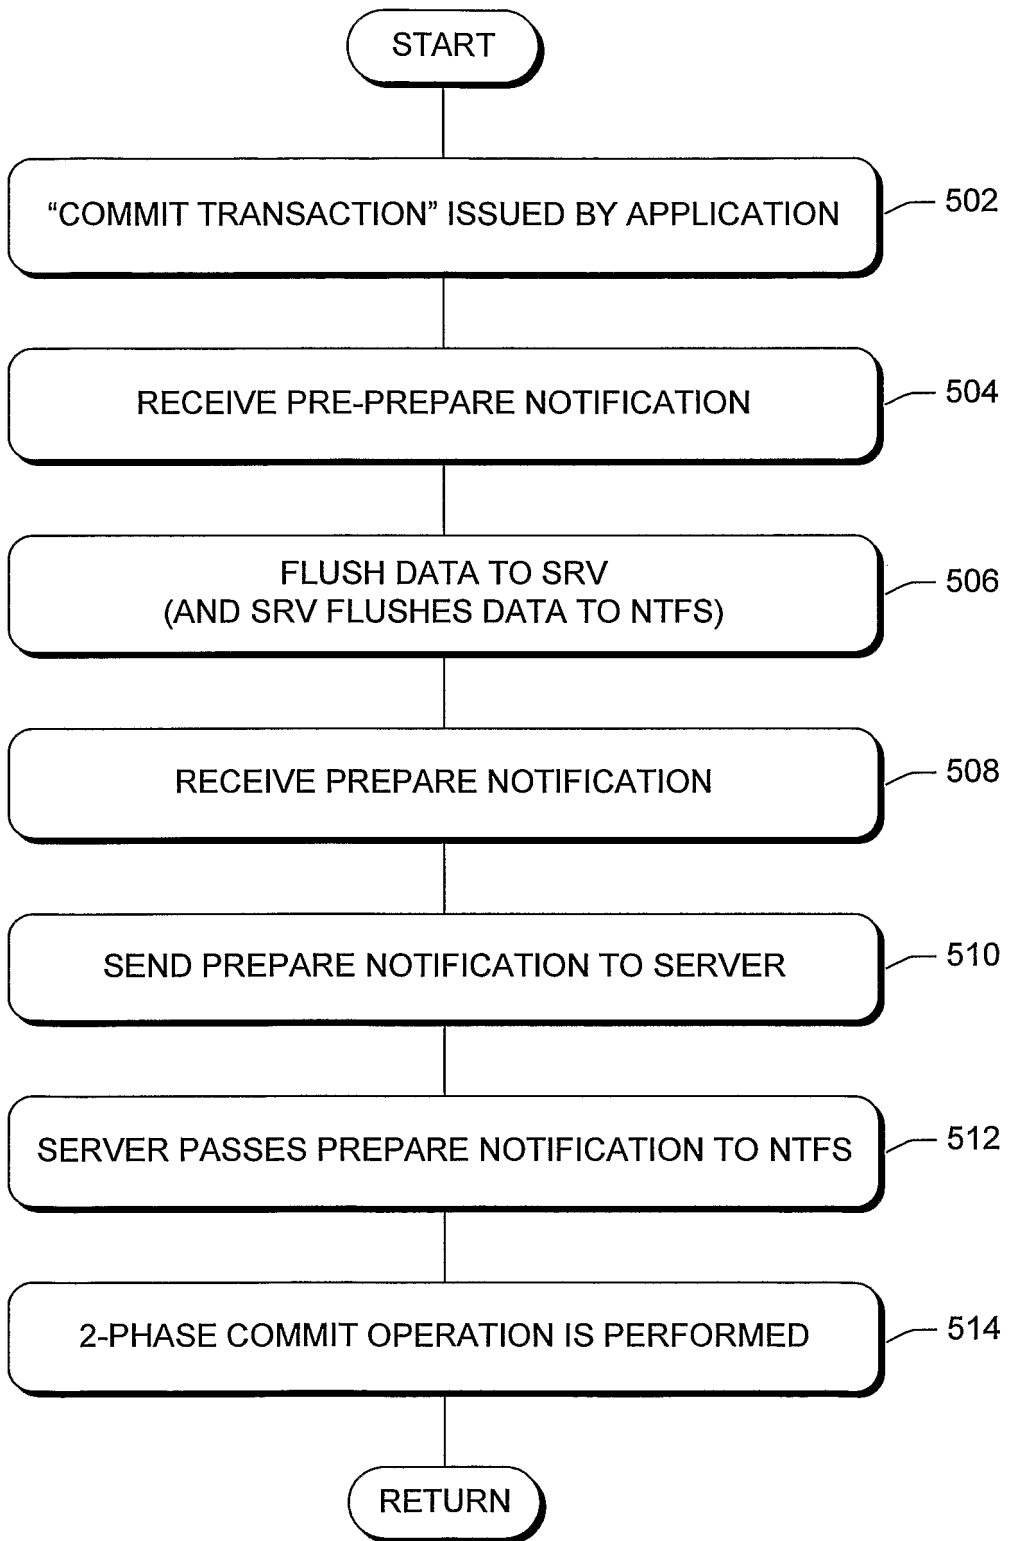 START
“COMMIT TRANSACTION” ISSUED BY APPLICATION
502
RECEIVE PRE-PREPARE NOTIFICATION
504
FLUSH DATA TO SRV
(AND SRV FLUSHES DATA TO NTFS)
506
RECEIVE PREPARE NOTIFICATION
508
SEND PREPARE NOTIFICATION TO SERVER
510
SERVER PASSES PREPARE NOTIFICATION TO NTFS
512
2-PHASE COMMIT OPERATION IS PERFORMED
514
RETURN